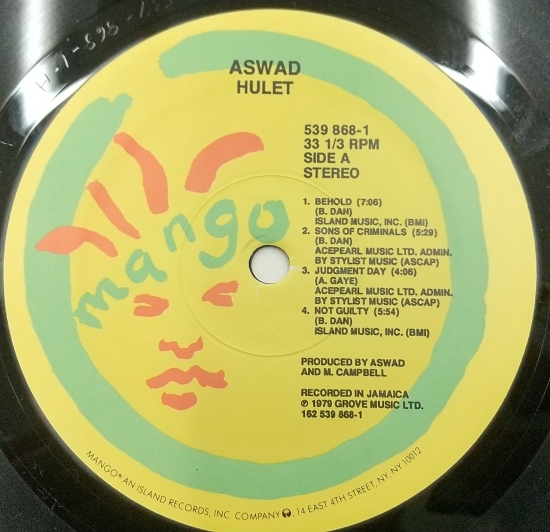 ASWAD
HULET
539 868-1
33 1/3 RPM
SIDE A
STEREO
mango
1. BEHOLD (7:06)
(B. DAN)
ISLAND MUSIC, INC. (BMI)
2. SONS OF CRIMINALS (5:29)
(B. DAN)
ACEPEARL MUSIC LTD. ADMIN.
BY STYLIST MUSIC (ASCAP)
3. JUDGMENT DAY (4:06)
(A. GAYE)
ACEPEARL MUSIC LTD. ADMIN.
BY STYLIST MUSIC (ASCAP)
4. NOT GUILTY (5:54)
(B. DAN)
ISLAND MUSIC, INC. (BMI)
PRODUCED BY ASWAD
AND M. CAMPBELL
RECORDED IN JAMAICA
℗ 1979 GROVE MUSIC LTD.
162 539 868-1
MANGO® AN ISLAND RECORDS, INC. COMPANY, 14 EAST 4TH STREET, NY, NY 10012